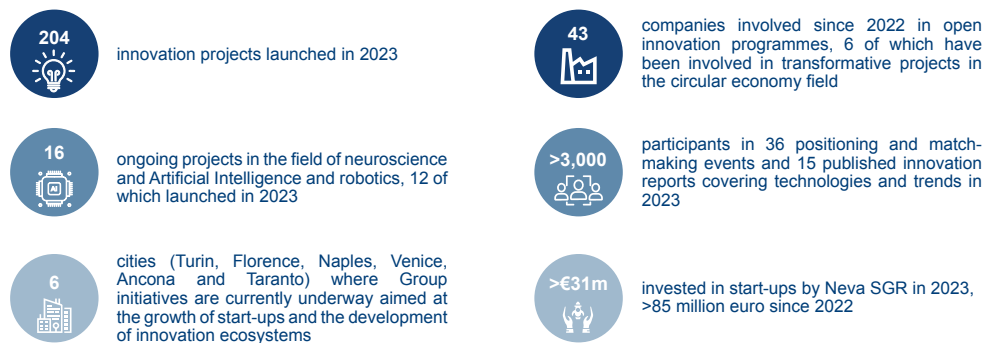 204
innovation projects launched in 2023
43
companies involved since 2022 in open
innovation programmes, 6 of which have
been involved in transformative projects in
the circular economy field
16
AI
ongoing projects in the field of neuroscience
and Artificial Intelligence and robotics, 12 of
which launched in 2023
>3,000
participants in 36 positioning and match-
making events and 15 published innovation
reports covering technologies and trends in
2023
6
cities (Turin, Florence, Naples, Venice,
Ancona and Taranto) where Group
initiatives are currently underway aimed at
the growth of start-ups and the development
of innovation ecosystems
>€31m
invested in start-ups by Neva SGR in 2023,
>85 million euro since 2022